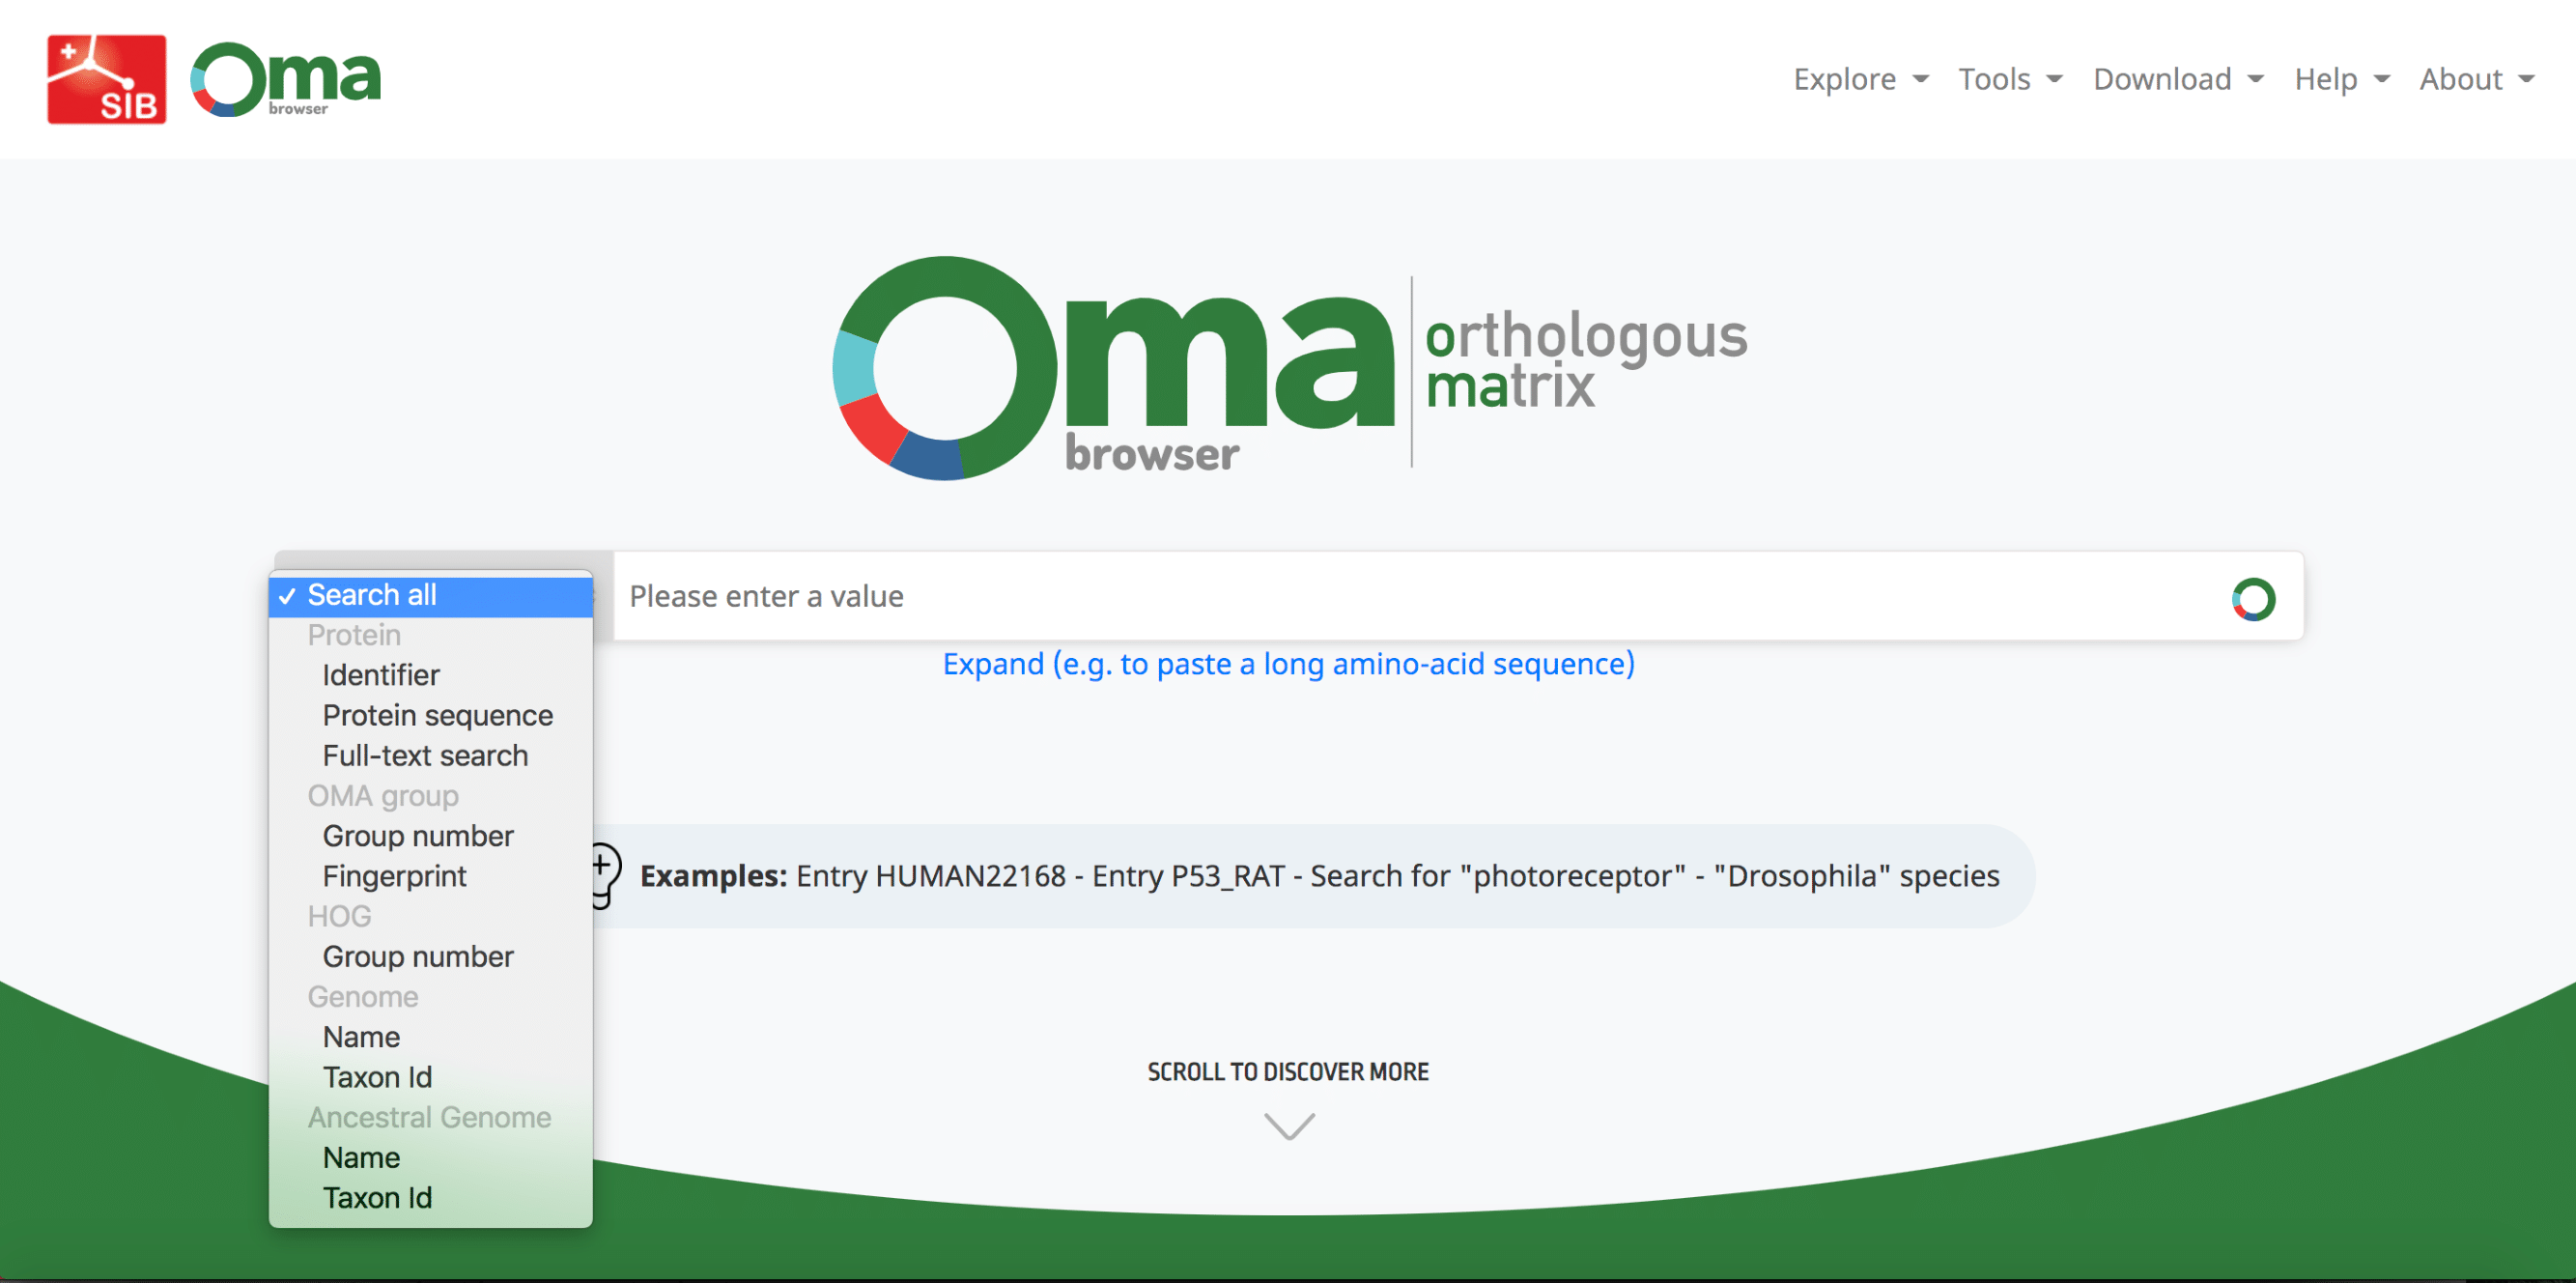 SIB
Oma
browser
Explore
Tools
Download
Help
About
Oma
browser
orthologous
matrix
Search all
Please enter a value
Expand (e.g. to paste a long amino-acid sequence)
Protein
Identifier
Protein sequence
Full-text search
OMA group
Group number
Fingerprint
HOG
Group number
Genome
Name
Taxon Id
Ancestral Genome
Name
Taxon Id
Examples: Entry HUMAN22168 - Entry P53_RAT - Search for "photoreceptor" - "Drosophila" species
SCROLL TO DISCOVER MORE